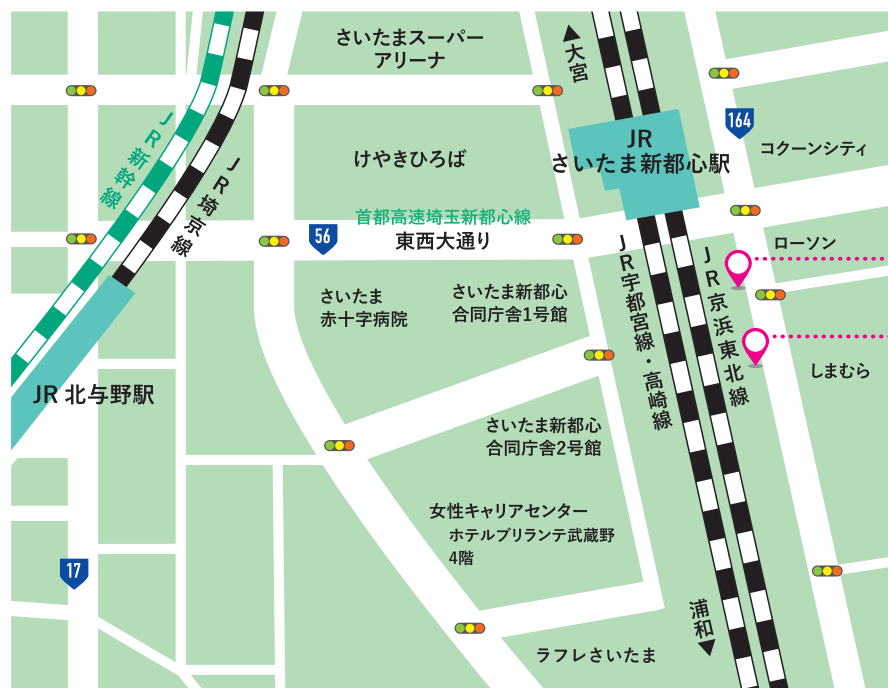 さいたまスーパー
アリーナ
大宮
JR
さいたま新都心駅
164
コクーンシティ
けやきひろば
JR新幹線
JR埼京線
首都高速埼玉新都心線
56
東西大通り
ローソン
さいたま
赤十字病院
さいたま新都心
合同庁舎1号館
JR宇都宮線・高崎線
JR京浜東北線
しまむら
JR 北与野駅
さいたま新都心
合同庁舎2号館
女性キャリアセンター
ホテルブリランテ武蔵野
4階
17
浦和
ラフレさいたま